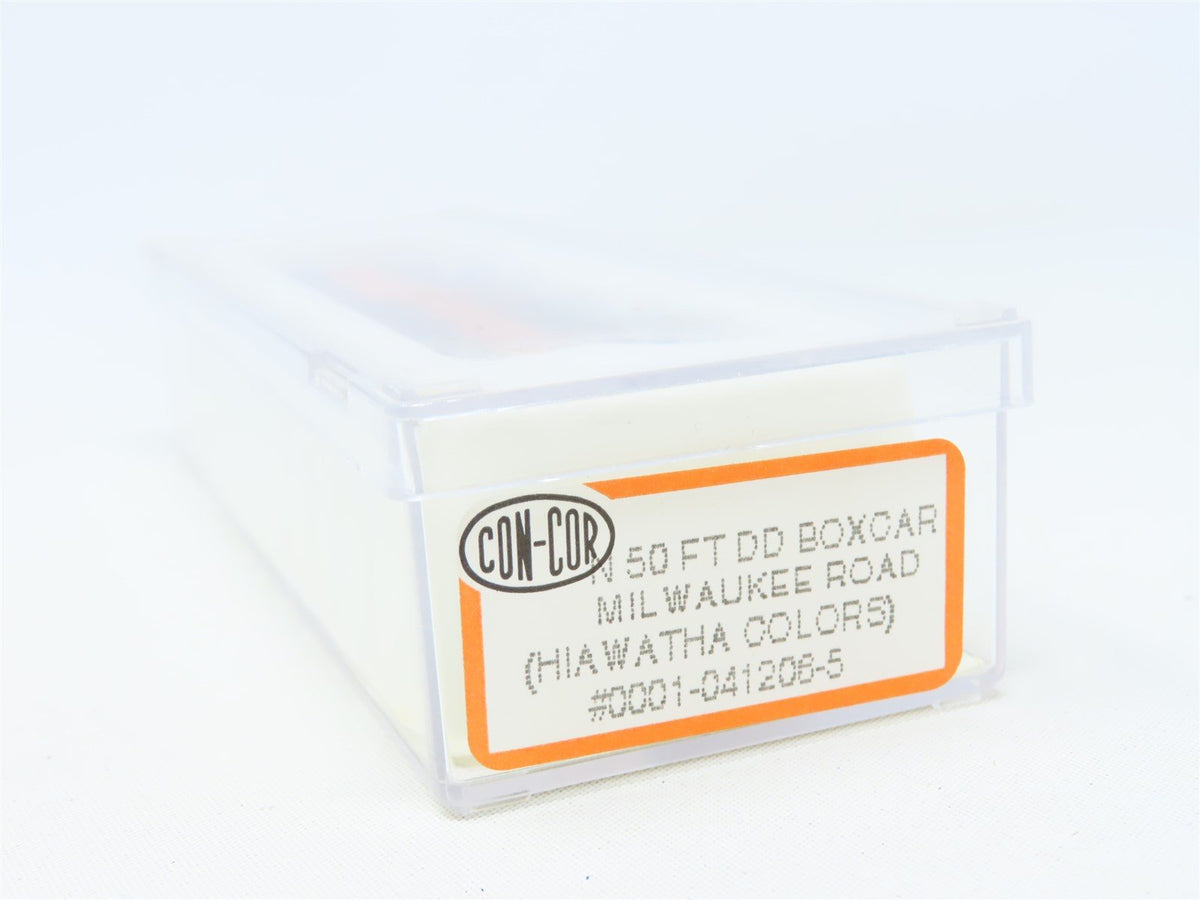 CON-COR
N 50 FT DD BOXCAR
MILWAUKEE ROAD
(HIAWATHA COLORS)
#0001-041206-5